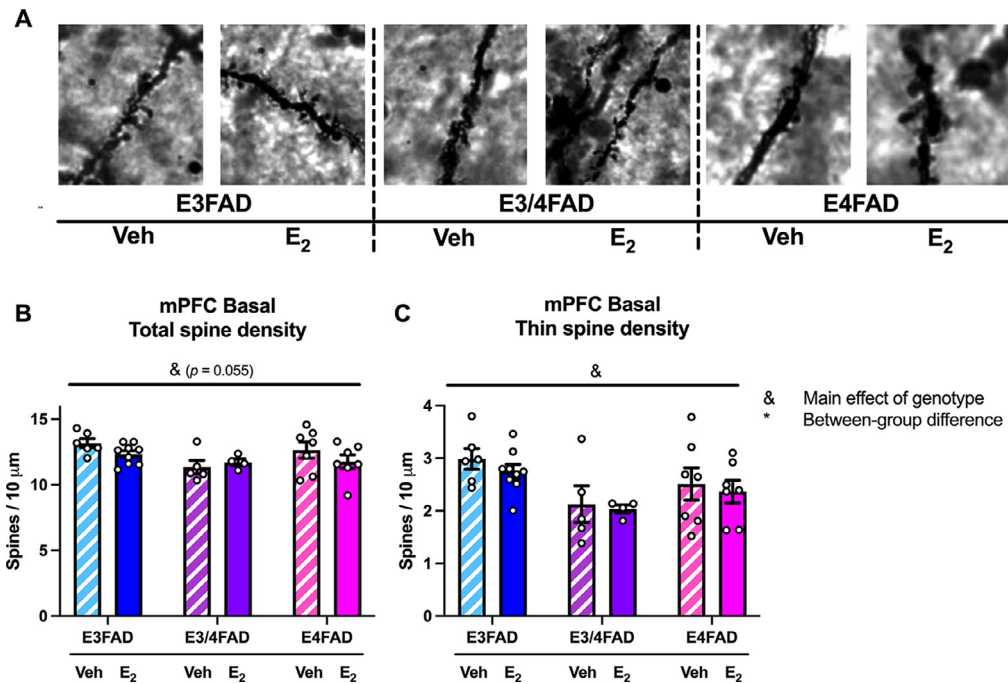 A
E3FAD E3/4FAD E4FAD
Veh E2 Veh E2 Veh E2
B
mPFC Basal
Total spine density
& (p = 0.055)
Spines / 10 µm
15
10
5
0
E3FAD E3/4FAD E4FAD
Veh E2 Veh E2 Veh E2
C
mPFC Basal
Thin spine density
&
Spines / 10 µm
4
3
2
1
0
E3FAD E3/4FAD E4FAD
Veh E2 Veh E2 Veh E2
& Main effect of genotype
* Between-group difference